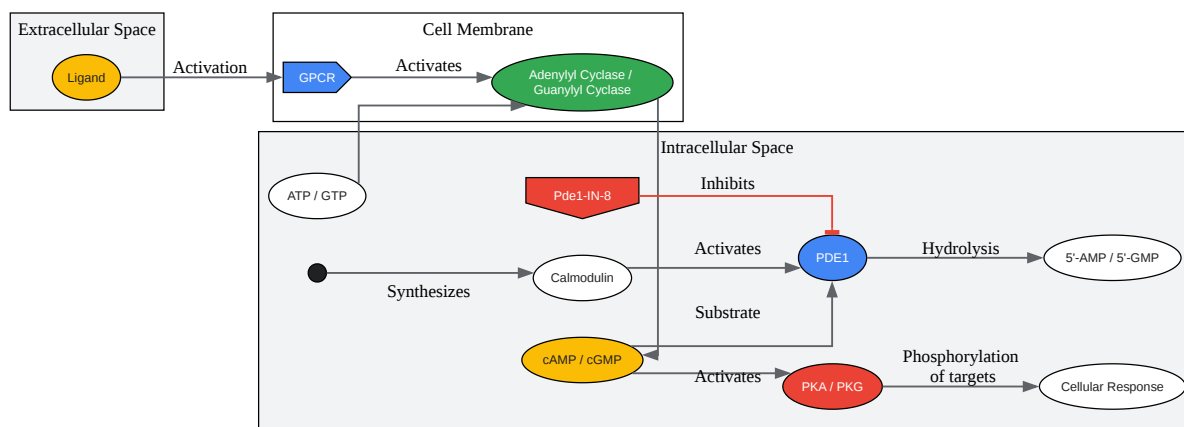 Extracellular Space
Cell Membrane
Ligand
Activation
GPCR
Activates
Adenylyl Cyclase /
Guanylyl Cyclase
Intracellular Space
ATP / GTP
Pde1-IN-8
Inhibits
Synthesizes
Calmodulin
Activates
PDE1
Hydrolysis
5'-AMP / 5'-GMP
Substrate
cAMP / cGMP
Activates
PKA / PKG
Phosphorylation
of targets
Cellular Response